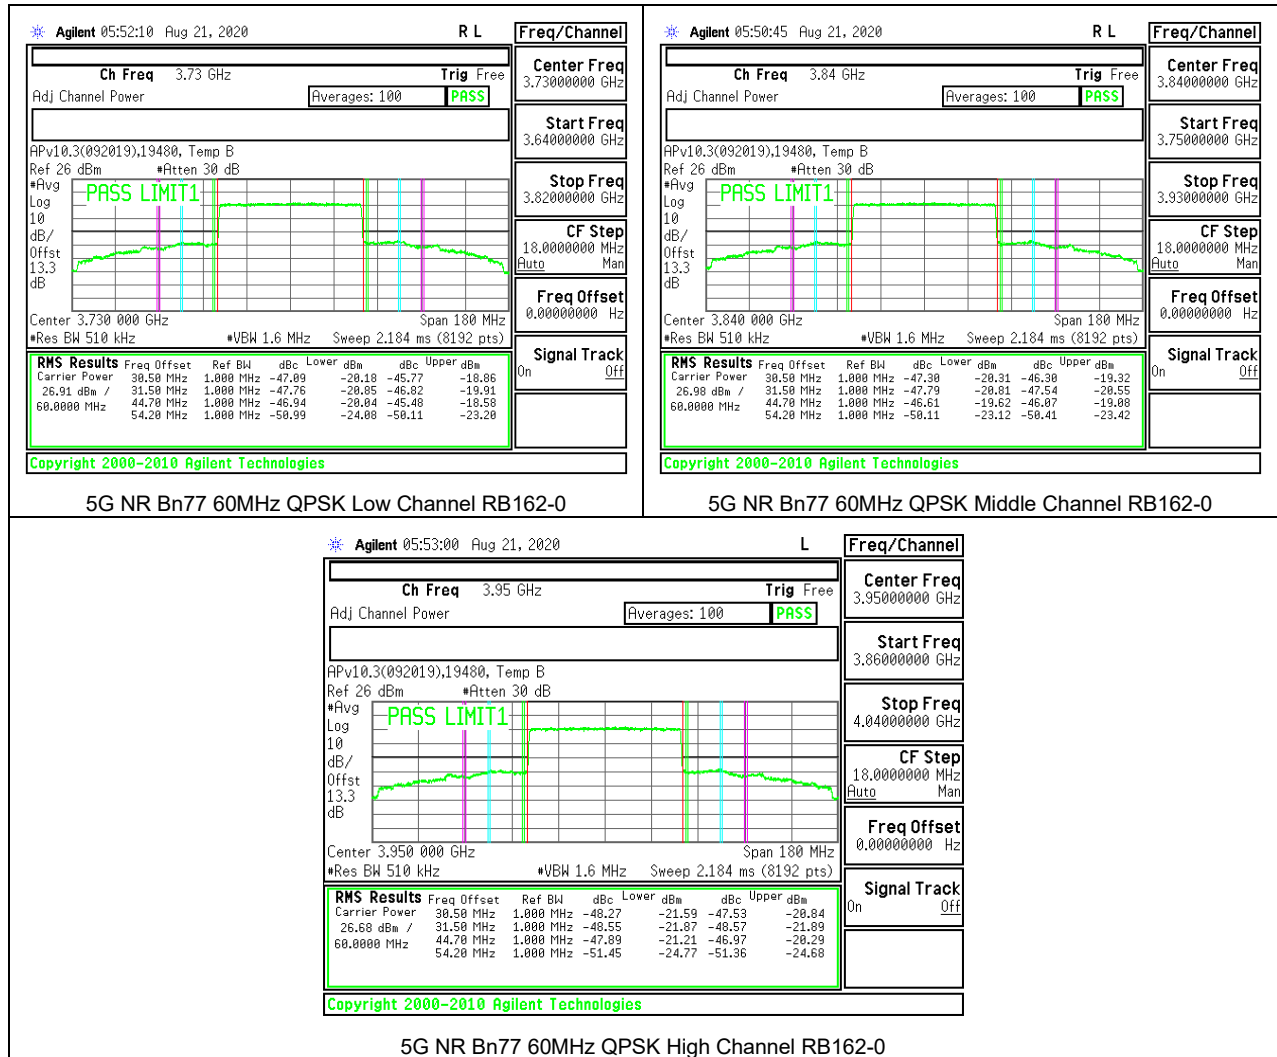 Agilent 05:52:10 Aug 21, 2020 R L Freq/Channel
Ch Freq 3.73 GHz Trig Free
Adj Channel Power Averages: 100 PASS
APv10.3(092019),19480, Temp B
Ref 26 dBm #Atten 30 dB
#Avg
Log
10
dB/
Offst
13.3
dB
PASS LIMIT1
Center 3.730 000 GHz Span 180 MHz
#Res BW 510 kHz #VBW 1.6 MHz Sweep 2.184 ms (8192 pts)
RMS Results Freq Offset Ref BW dBc Lower dBm dBc Upper dBm
Carrier Power 30.50 MHz 1.000 MHz -47.09 -20.18 -45.77 -18.86
26.91 dBm / 31.50 MHz 1.000 MHz -47.76 -20.85 -46.82 -19.91
60.0000 MHz 44.70 MHz 1.000 MHz -46.94 -20.04 -45.48 -18.58
54.20 MHz 1.000 MHz -50.99 -24.08 -50.11 -23.20
Copyright 2000-2010 Agilent Technologies
Center Freq
3.73000000 GHz
Start Freq
3.64000000 GHz
Stop Freq
3.82000000 GHz
CF Step
18.0000000 MHz
Auto Man
Freq Offset
0.00000000 Hz
Signal Track
On Off
5G NR Bn77 60MHz QPSK Low Channel RB162-0
Agilent 05:50:45 Aug 21, 2020 R L Freq/Channel
Ch Freq 3.84 GHz Trig Free
Adj Channel Power Averages: 100 PASS
APv10.3(092019),19480, Temp B
Ref 26 dBm #Atten 30 dB
#Avg
Log
10
dB/
Offst
13.3
dB
PASS LIMIT1
Center 3.840 000 GHz Span 180 MHz
#Res BW 510 kHz #VBW 1.6 MHz Sweep 2.184 ms (8192 pts)
RMS Results Freq Offset Ref BW dBc Lower dBm dBc Upper dBm
Carrier Power 30.50 MHz 1.000 MHz -47.30 -20.31 -46.30 -19.32
26.98 dBm / 31.50 MHz 1.000 MHz -47.79 -20.81 -47.54 -20.55
60.0000 MHz 44.70 MHz 1.000 MHz -46.61 -19.62 -46.07 -19.08
54.20 MHz 1.000 MHz -50.11 -23.12 -50.41 -23.42
Copyright 2000-2010 Agilent Technologies
Center Freq
3.84000000 GHz
Start Freq
3.75000000 GHz
Stop Freq
3.93000000 GHz
CF Step
18.0000000 MHz
Auto Man
Freq Offset
0.00000000 Hz
Signal Track
On Off
5G NR Bn77 60MHz QPSK Middle Channel RB162-0
Agilent 05:53:00 Aug 21, 2020 L Freq/Channel
Ch Freq 3.95 GHz Trig Free
Adj Channel Power Averages: 100 PASS
APv10.3(092019),19480, Temp B
Ref 26 dBm #Atten 30 dB
#Avg
Log
10
dB/
Offst
13.3
dB
PASS LIMIT1
Center 3.950 000 GHz Span 180 MHz
#Res BW 510 kHz #VBW 1.6 MHz Sweep 2.184 ms (8192 pts)
RMS Results Freq Offset Ref BW dBc Lower dBm dBc Upper dBm
Carrier Power 30.50 MHz 1.000 MHz -48.27 -21.59 -47.53 -20.84
26.68 dBm / 31.50 MHz 1.000 MHz -48.55 -21.87 -48.57 -21.89
60.0000 MHz 44.70 MHz 1.000 MHz -47.89 -21.21 -46.97 -20.29
54.20 MHz 1.000 MHz -51.45 -24.77 -51.36 -24.68
Copyright 2000-2010 Agilent Technologies
Center Freq
3.95000000 GHz
Start Freq
3.86000000 GHz
Stop Freq
4.04000000 GHz
CF Step
18.0000000 MHz
Auto Man
Freq Offset
0.00000000 Hz
Signal Track
On Off
5G NR Bn77 60MHz QPSK High Channel RB162-0